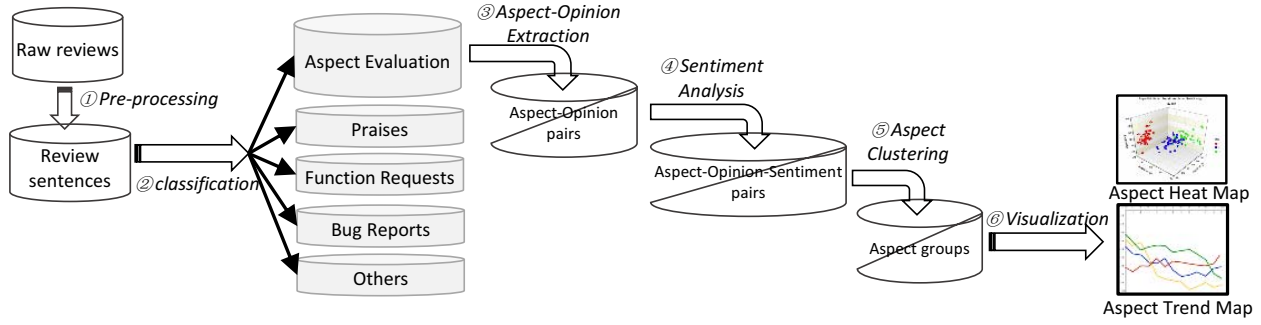 Raw reviews
①Pre-processing
Review
sentences
②classification
Aspect Evaluation
Praises
Function Requests
Bug Reports
Others
③Aspect-Opinion
Extraction
Aspect-Opinion
pairs
④Sentiment
Analysis
Aspect-Opinion-Sentiment
pairs
⑤Aspect
Clustering
Aspect groups
⑥Visualization
Aspect Heat Map
Aspect Trend Map